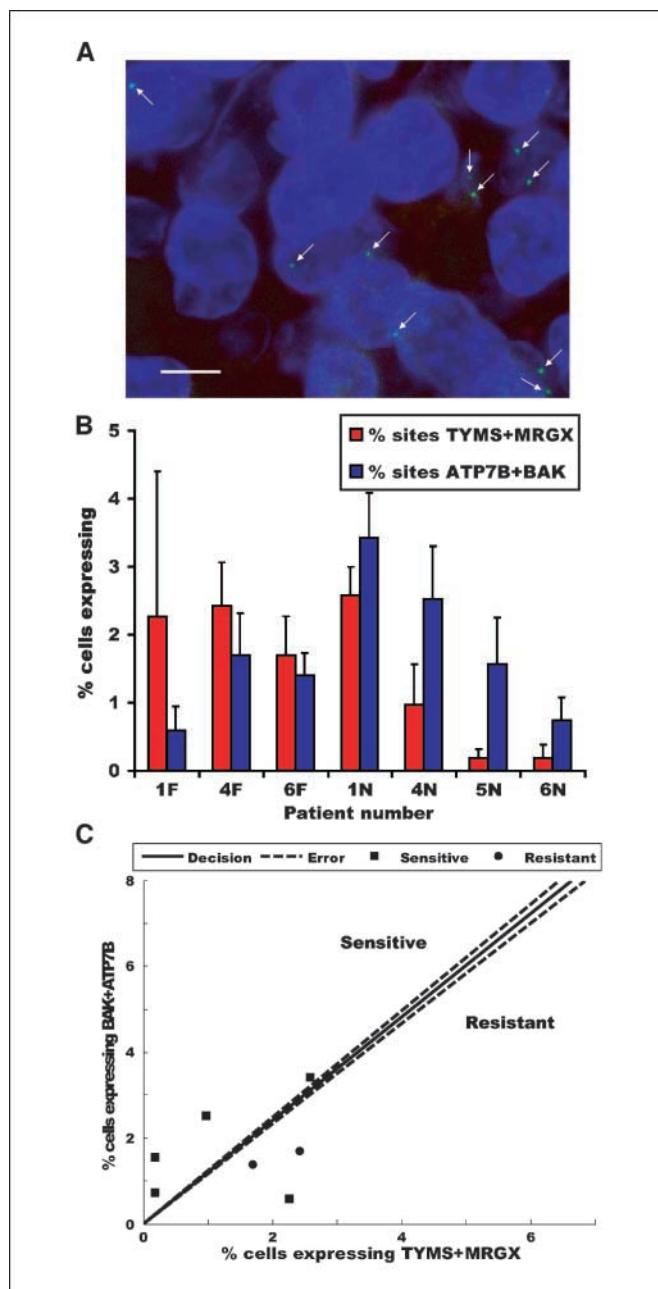 A
B
% sites TYMS+MRGX
% sites ATP7B+BAK
% cells expressing
5
4
3
2
1
0
1F 4F 6F 1N 4N 5N 6N
Patient number
C
Decision Error Sensitive Resistant
% cells expressing BAK+ATP7B
8
6
4
2
0
Sensitive
Resistant
0 2 4 6
% cells expressing TYMS+MRGX